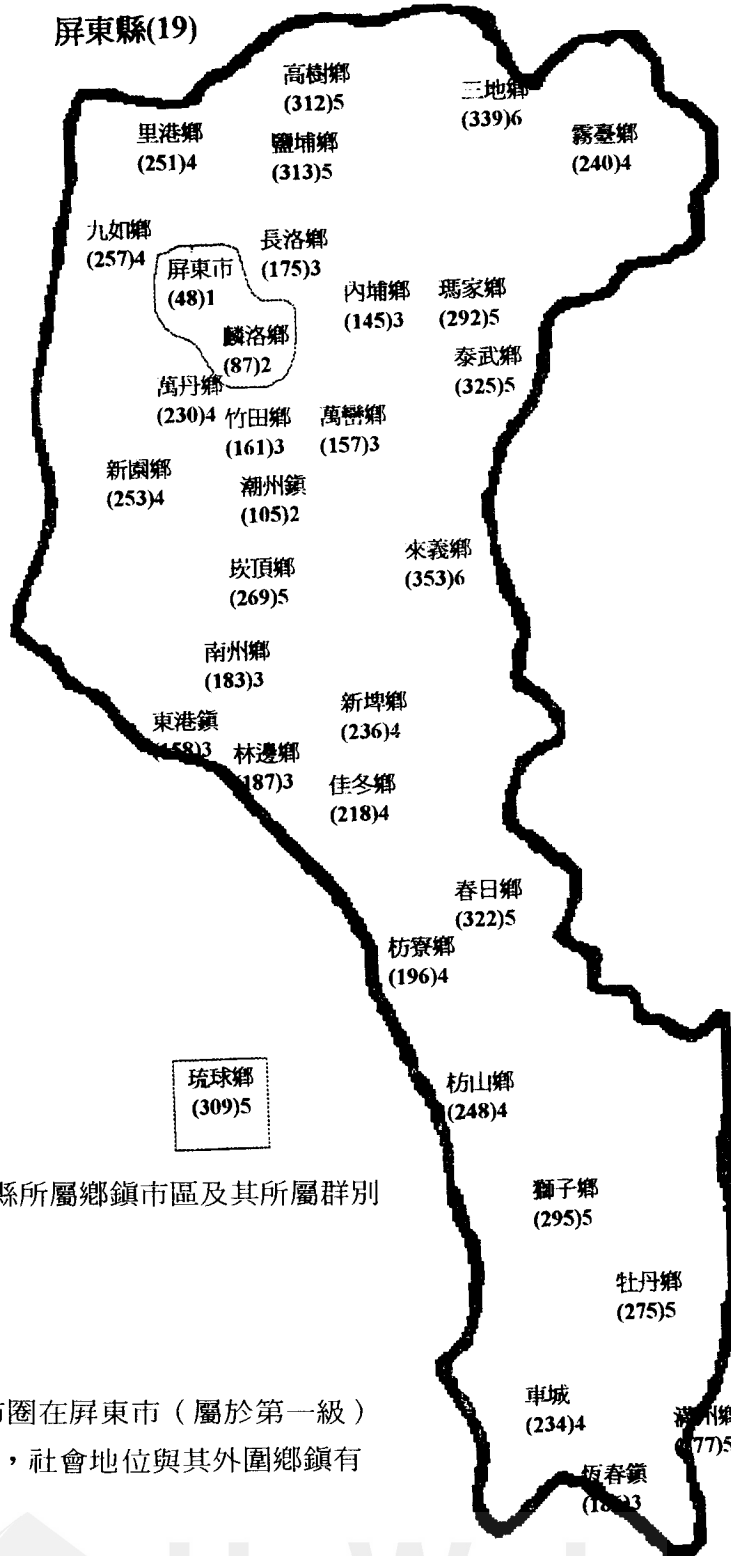 屏東縣(19)
高樹鄉
(312)5
三地鄉
(339)6
里港鄉
(251)4
鹽埔鄉
(313)5
霧臺鄉
(240)4
九如鄉
(257)4
長洛鄉
(175)3
屏東市
(48)1
內埔鄉
(145)3
瑪家鄉
(292)5
麟洛鄉
(87)2
泰武鄉
(325)5
萬丹鄉
(230)4
竹田鄉
(161)3
萬巒鄉
(157)3
新園鄉
(253)4
潮州鎮
(105)2
來義鄉
(353)6
崁頂鄉
(269)5
南州鄉
(183)3
新埤鄉
(236)4
東港鎮
(158)3
林邊鄉
(187)3
佳冬鄉
(218)4
春日鄉
(322)5
枋寮鄉
(196)4
琉球鄉
(309)5
枋山鄉
(248)4
縣所屬鄉鎮市區及其所屬群別
獅子鄉
(295)5
牡丹鄉
(275)5
市圈在屏東市（屬於第一級）
，社會地位與其外圍鄉鎮有
車城
(234)4
滿州鄉
77)5
恆春鎮